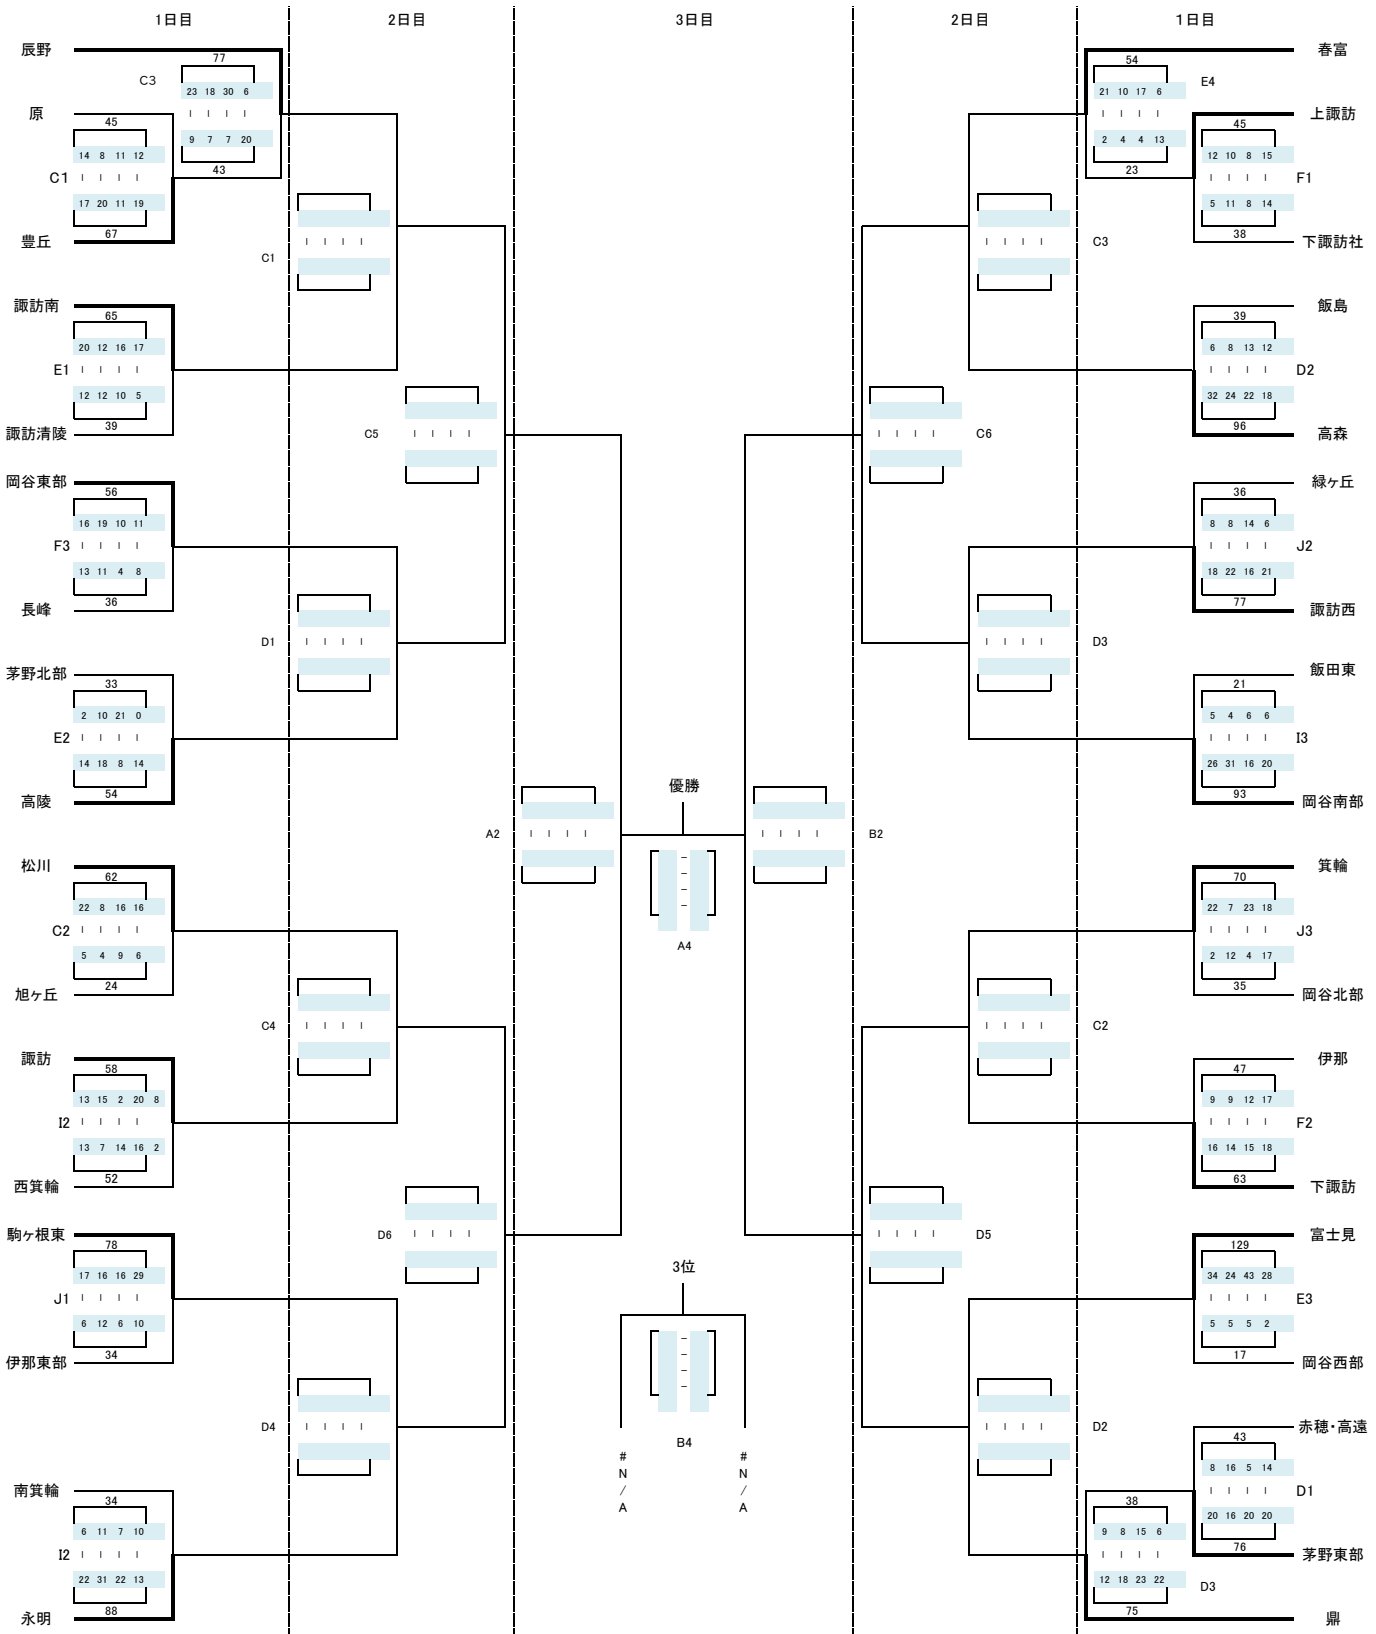 1日目 2日目 3日目 2日目 1日目
辰野
77
C3
23 18 30 6
9 7 7 20
43
原
45
14 8 11 12
C1
17 20 11 19
67
豊丘
C1
諏訪南
65
20 12 16 17
E1
12 12 10 5
39
諏訪清陵
C5
岡谷東部
56
16 19 10 11
F3
13 11 4 8
36
長峰
D1
茅野北部
33
2 10 21 0
E2
14 18 8 14
54
高陵
A2
松川
62
22 8 16 16
C2
5 4 9 6
24
旭ヶ丘
C4
諏訪
58
13 15 2 20 8
I2
13 7 14 16 2
52
西箕輪
D6
駒ヶ根東
78
17 16 16 29
J1
6 12 6 10
34
伊那東部
D4
南箕輪
34
6 11 7 10
I2
22 31 22 13
88
永明
優勝
A4
3位
B4
#N/A
#N/A
春富
54
E4
21 10 17 6
2 4 4 13
23
上諏訪
45
12 10 8 15
F1
5 11 8 14
38
下諏訪社
C3
飯島
39
6 8 13 12
D2
32 24 22 18
96
高森
C6
緑ヶ丘
36
8 8 14 6
J2
18 22 16 21
77
諏訪西
D3
飯田東
21
5 4 6 6
I3
26 31 16 20
93
岡谷南部
B2
箕輪
70
22 7 23 18
J3
2 12 4 17
35
岡谷北部
C2
伊那
47
9 9 12 17
F2
16 14 15 18
63
下諏訪
D5
富士見
129
34 24 43 28
E3
5 5 5 2
17
岡谷西部
D2
赤穂・高遠
43
8 16 5 14
D1
20 16 20 20
76
茅野東部
38
9 8 15 6
12 18 23 22
D3
75
鼎